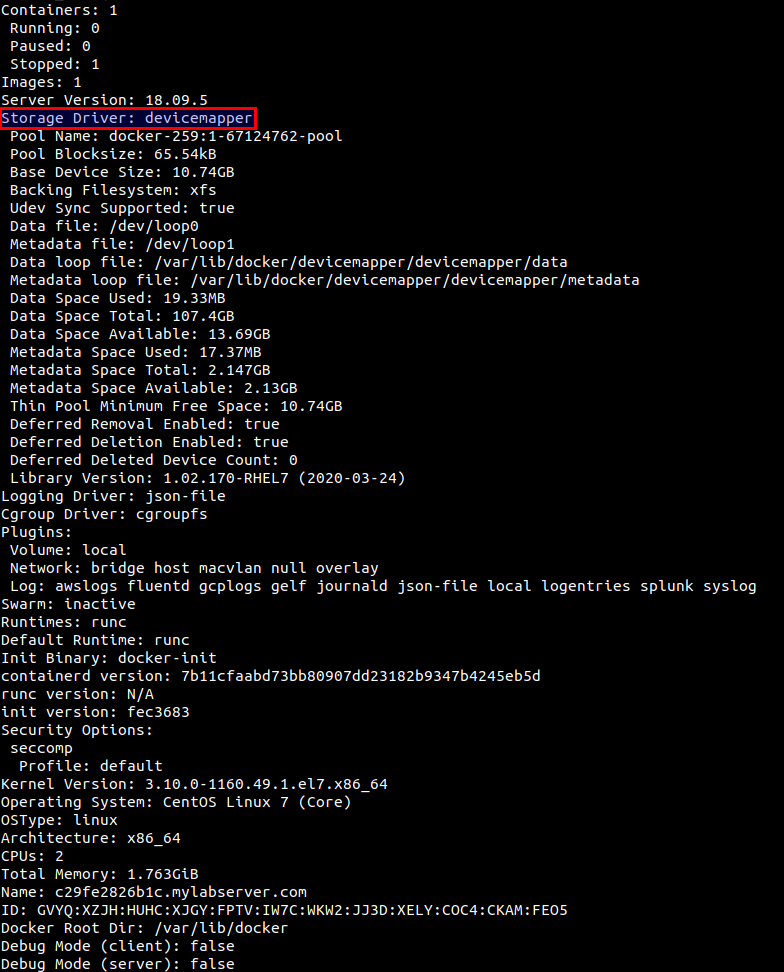 Containers: 1
 Running: 0
 Paused: 0
 Stopped: 1
Images: 1
Server Version: 18.09.5
Storage Driver: devicemapper
 Pool Name: docker-259:1-67124762-pool
 Pool Blocksize: 65.54kB
 Base Device Size: 10.74GB
 Backing Filesystem: xfs
 Udev Sync Supported: true
 Data file: /dev/loop0
 Metadata file: /dev/loop1
 Data loop file: /var/lib/docker/devicemapper/devicemapper/data
 Metadata loop file: /var/lib/docker/devicemapper/devicemapper/metadata
 Data Space Used: 19.33MB
 Data Space Total: 107.4GB
 Data Space Available: 13.69GB
 Metadata Space Used: 17.37MB
 Metadata Space Total: 2.147GB
 Metadata Space Available: 2.13GB
 Thin Pool Minimum Free Space: 10.74GB
 Deferred Removal Enabled: true
 Deferred Deletion Enabled: true
 Deferred Deleted Device Count: 0
 Library Version: 1.02.170-RHEL7 (2020-03-24)
Logging Driver: json-file
Cgroup Driver: cgroupfs
Plugins:
 Volume: local
 Network: bridge host macvlan null overlay
 Log: awslogs fluentd gcplogs gelf journald json-file local logentries splunk syslog
Swarm: inactive
Runtimes: runc
Default Runtime: runc
Init Binary: docker-init
containerd version: 7b11cfaabd73bb80907dd23182b9347b4245eb5d
runc version: N/A
init version: fec3683
Security Options:
 seccomp
  Profile: default
Kernel Version: 3.10.0-1160.49.1.el7.x86_64
Operating System: CentOS Linux 7 (Core)
OSType: linux
Architecture: x86_64
CPUs: 2
Total Memory: 1.763GiB
Name: c29fe2826b1c.mylabserver.com
ID: GVYQ:XZJH:HUHC:XJGY:FPTV:IW7C:WKW2:JJ3D:XELY:COC4:CKAM:FEO5
Docker Root Dir: /var/lib/docker
Debug Mode (client): false
Debug Mode (server): false